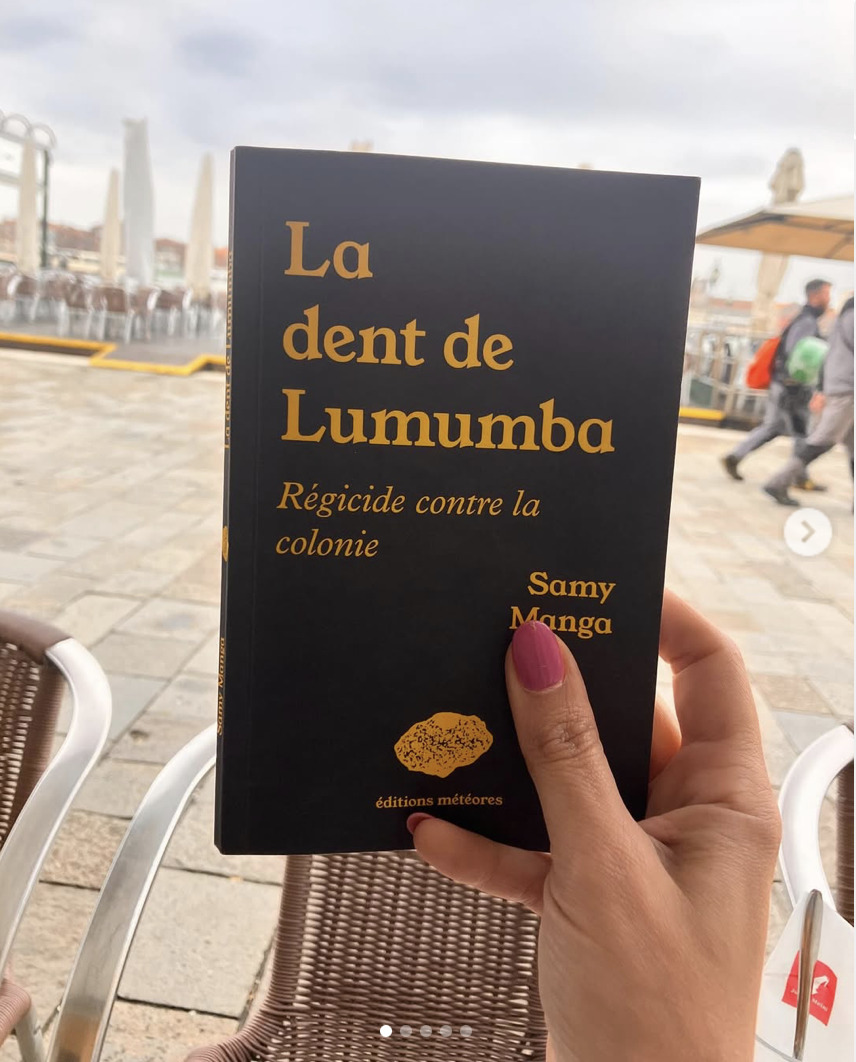 La
dent de
Lumumba
Régicide contre la
colonie
Samy
Manga
éditions météores
La dent de Lumumba
Samy Manga